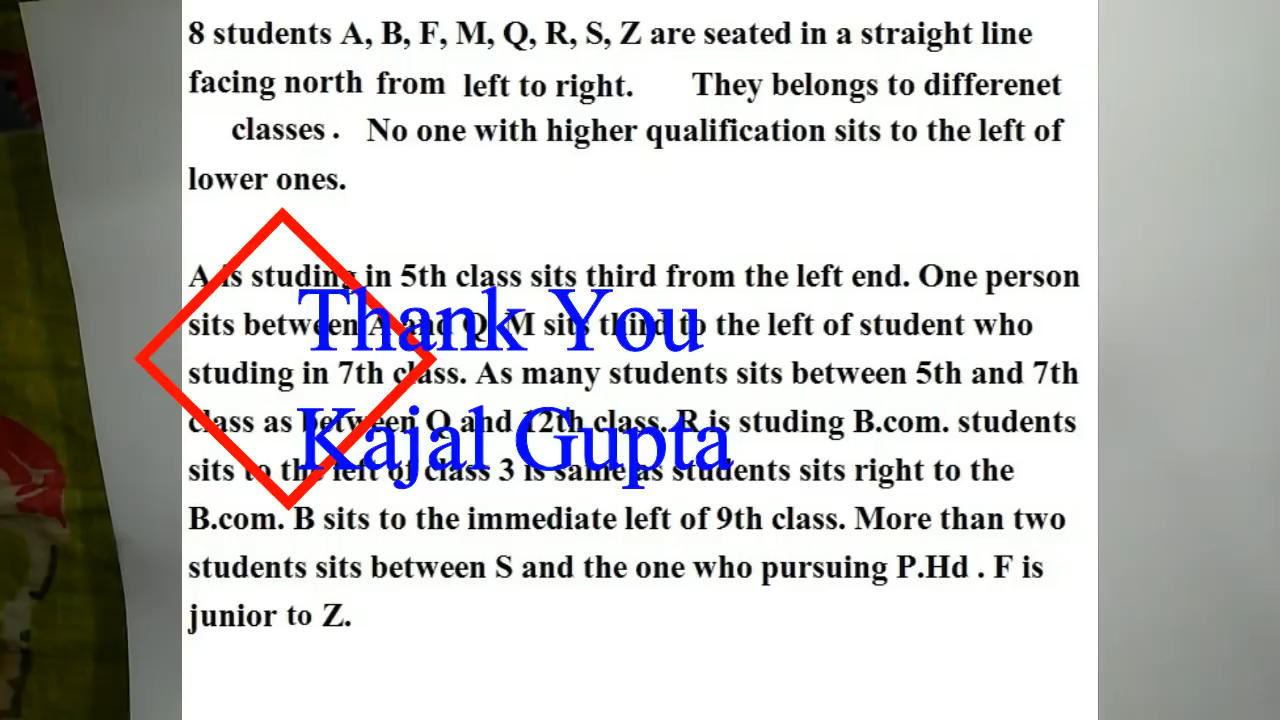 8 students A, B, F, M, Q, R, S, Z are seated in a straight line
facing north from left to right. They belongs to differenet
classes . No one with higher qualification sits to the left of
lower ones.
A is studing in 5th class sits third from the left end. One person
sits between A and Q. M sits third to the left of student who
Thank You
studing in 7th class. As many students sits between 5th and 7th
class as between Q and 12th class. R is studing B.com. students
Kajal Gupta
sits to the left of class 3 is same as students sits right to the
B.com. B sits to the immediate left of 9th class. More than two
students sits between S and the one who pursuing P.Hd . F is
junior to Z.